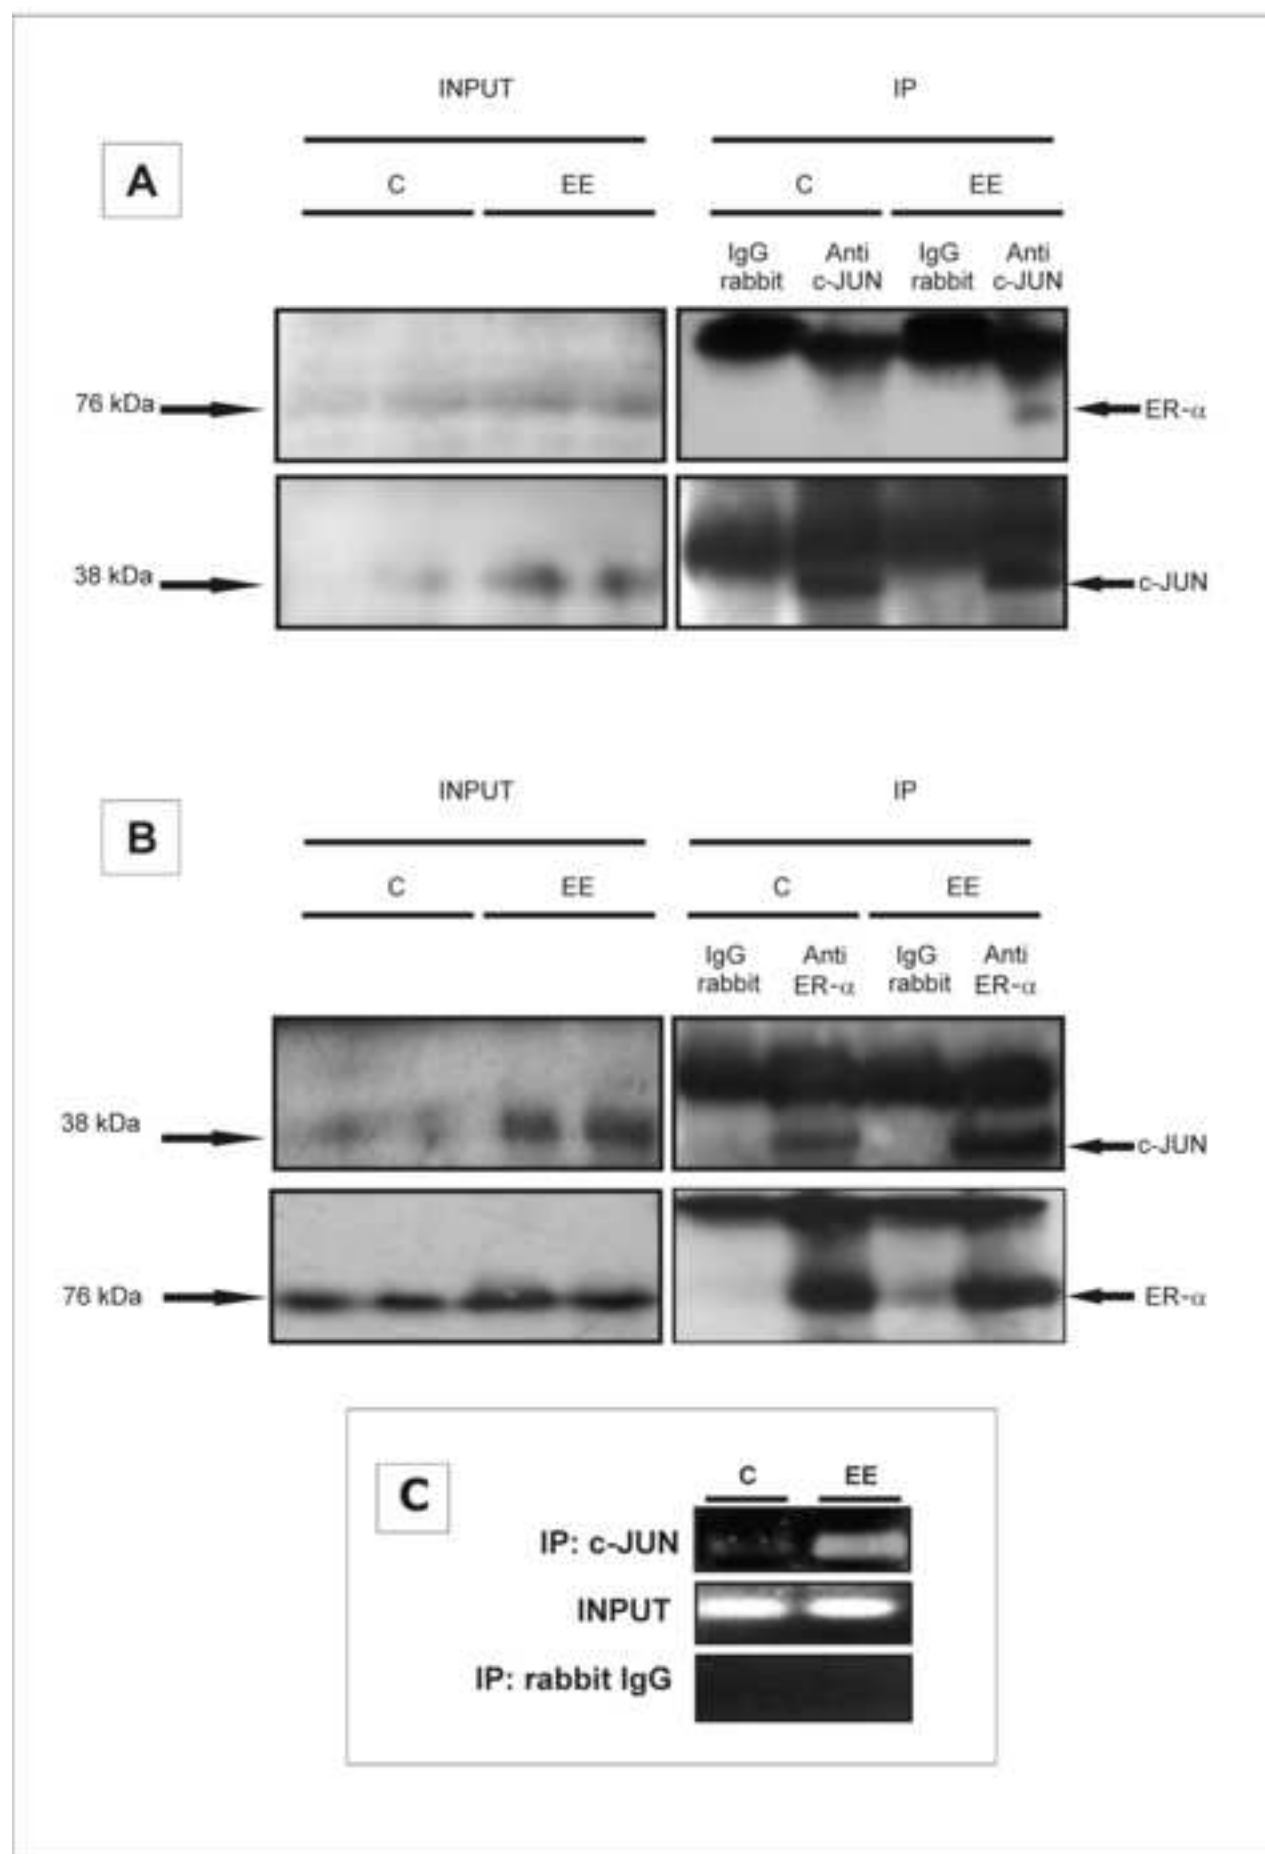 INPUT IP
A
C EE C EE
IgG Anti IgG Anti
rabbit c-JUN rabbit c-JUN
76 kDa ER-α
38 kDa c-JUN
INPUT IP
B
C EE C EE
IgG Anti IgG Anti
rabbit ER-α rabbit ER-α
38 kDa c-JUN
76 kDa ER-α
C
C EE
IP: c-JUN
INPUT
IP: rabbit IgG